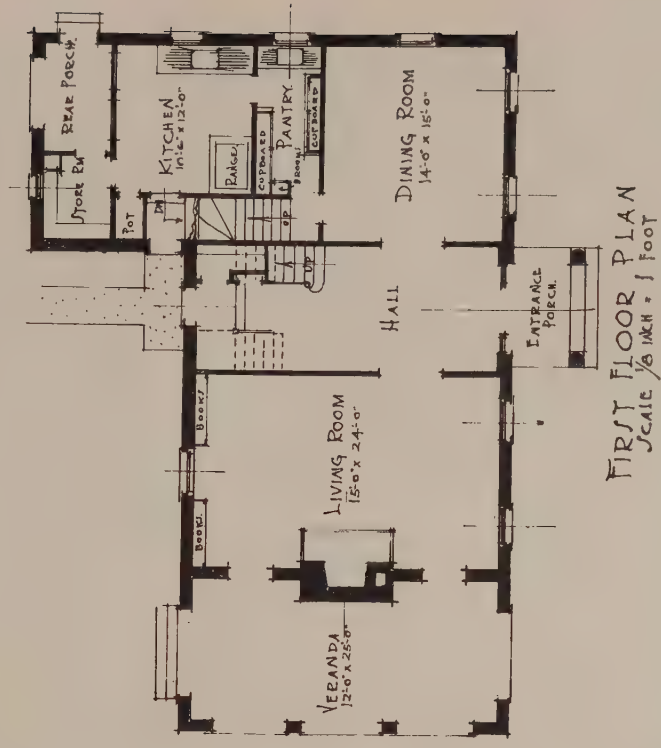 REAR PORCH.
STORE RM
POT
KITCHEN
10'-6" x 12'-0"
RANGE
DN
CUPBOARD
PANTRY.
CUPBOARD
BROOMS
UP
UP
DINING ROOM
14'-0" x 15'-0"
HALL
ENTRANCE
PORCH.
BOOKS
BOOKS.
LIVING ROOM
15'-0" x 24'-0"
VERANDA
12'-0" x 25'-0"
FIRST FLOOR PLAN
SCALE 1/8 INCH = 1 FOOT